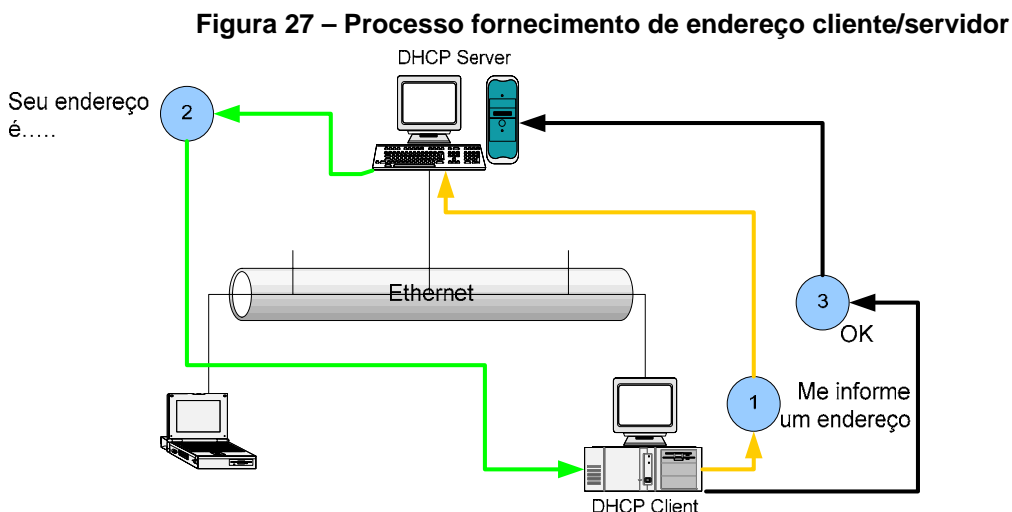 Figura 27 – Processo fornecimento de endereço cliente/servidor
DHCP Server
Seu endereço
é.....
2
Ethernet
3
OK
1
Me informe
um endereço
DHCP Client